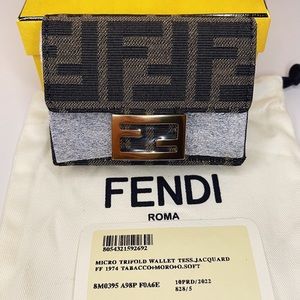 FENDI
ROMA
8054321592692
MICRO TRIFOLD WALLET TESS.JACQUARD
FF 1974 TABACCO+MORO+O.SOFT
8M0395 A98P F0A6E 10PRD/2022
828/5